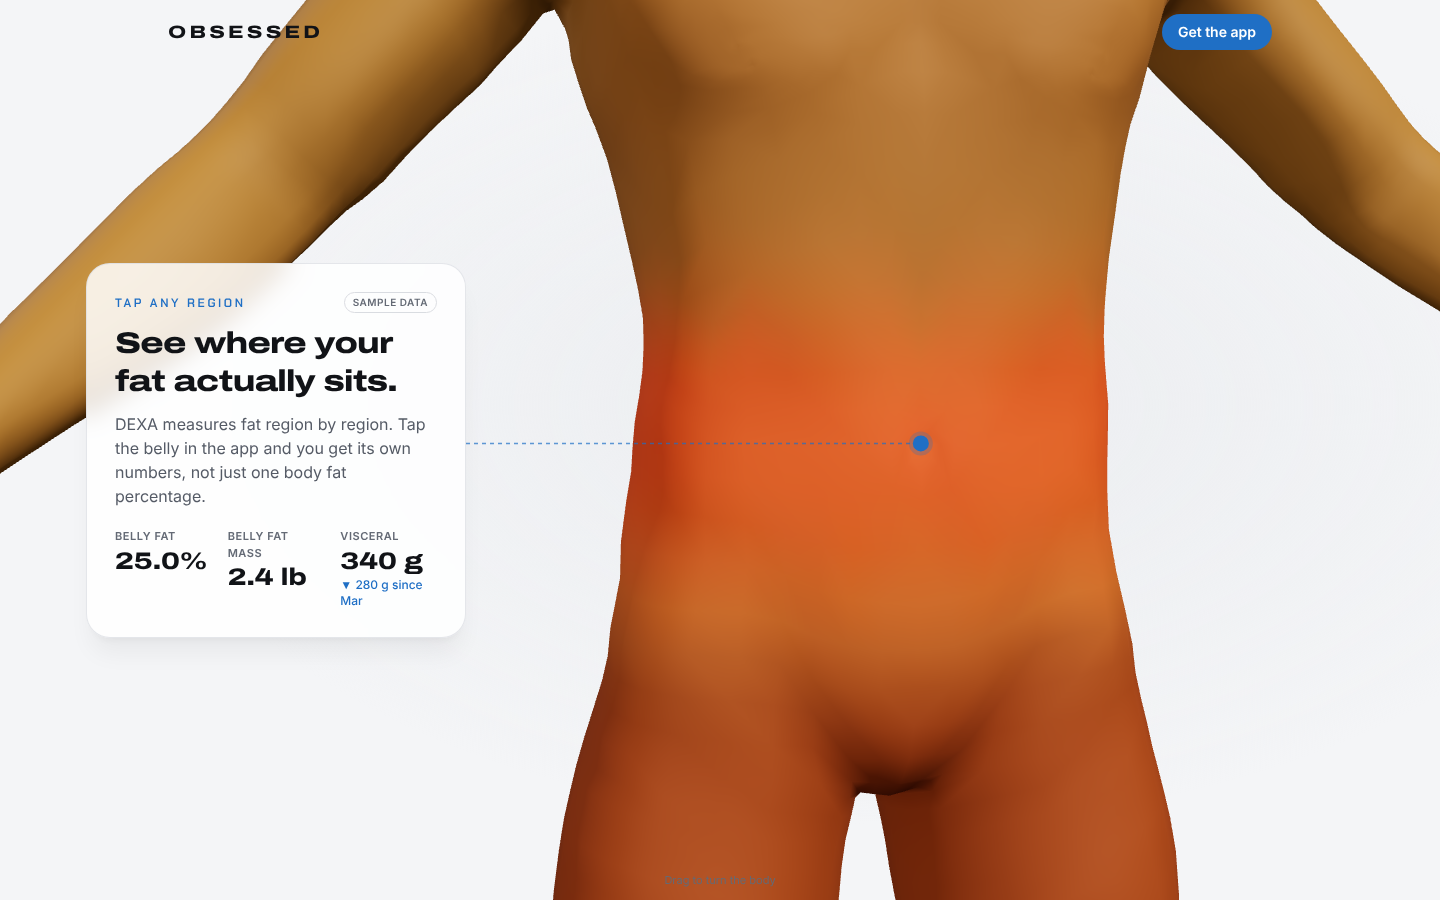 OBSESSED
Get the app
TAP ANY REGION
SAMPLE DATA
See where your
fat actually sits.
DEXA measures fat region by region. Tap
the belly in the app and you get its own
numbers, not just one body fat
percentage.
BELLY FAT
25.0%
BELLY FAT
MASS
2.4 lb
VISCERAL
340 g
▼ 280 g since
Mar